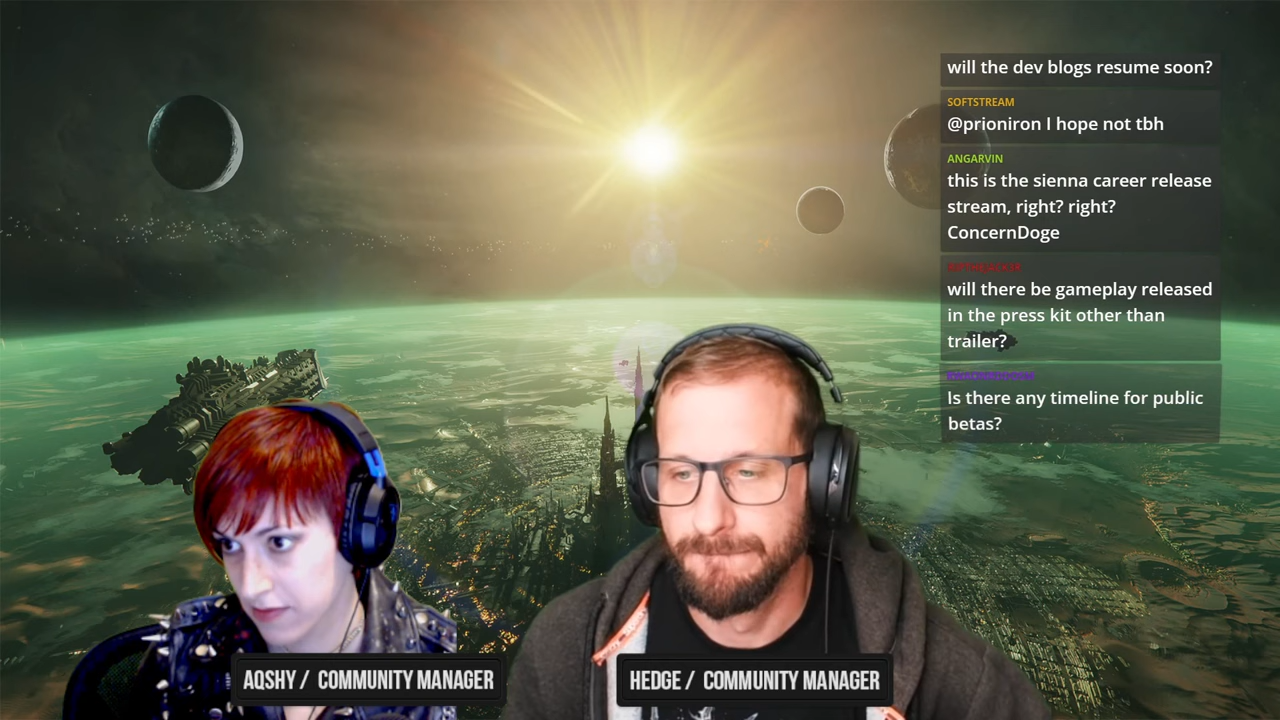 will the dev blogs resume soon?
SOFTSTREAM
@prioniron I hope not tbh
ANGARVIN
this is the sienna career release
stream, right? right?
ConcernDoge
will there be gameplay released
in the press kit other than
trailer?
Is there any timeline for public
betas?
AQSHY / COMMUNITY MANAGER
HEDGE / COMMUNITY MANAGER